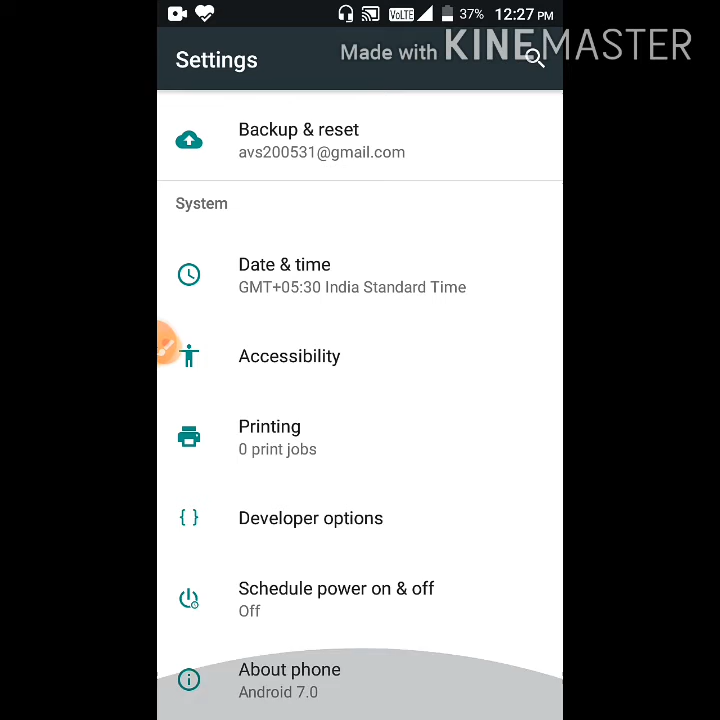 VoLTE 37% 12:27 PM
Settings
Made with KINEMASTER
Backup & reset
avs200531@gmail.com
System
Date & time
GMT+05:30 India Standard Time
Accessibility
Printing
0 print jobs
Developer options
Schedule power on & off
Off
About phone
Android 7.0